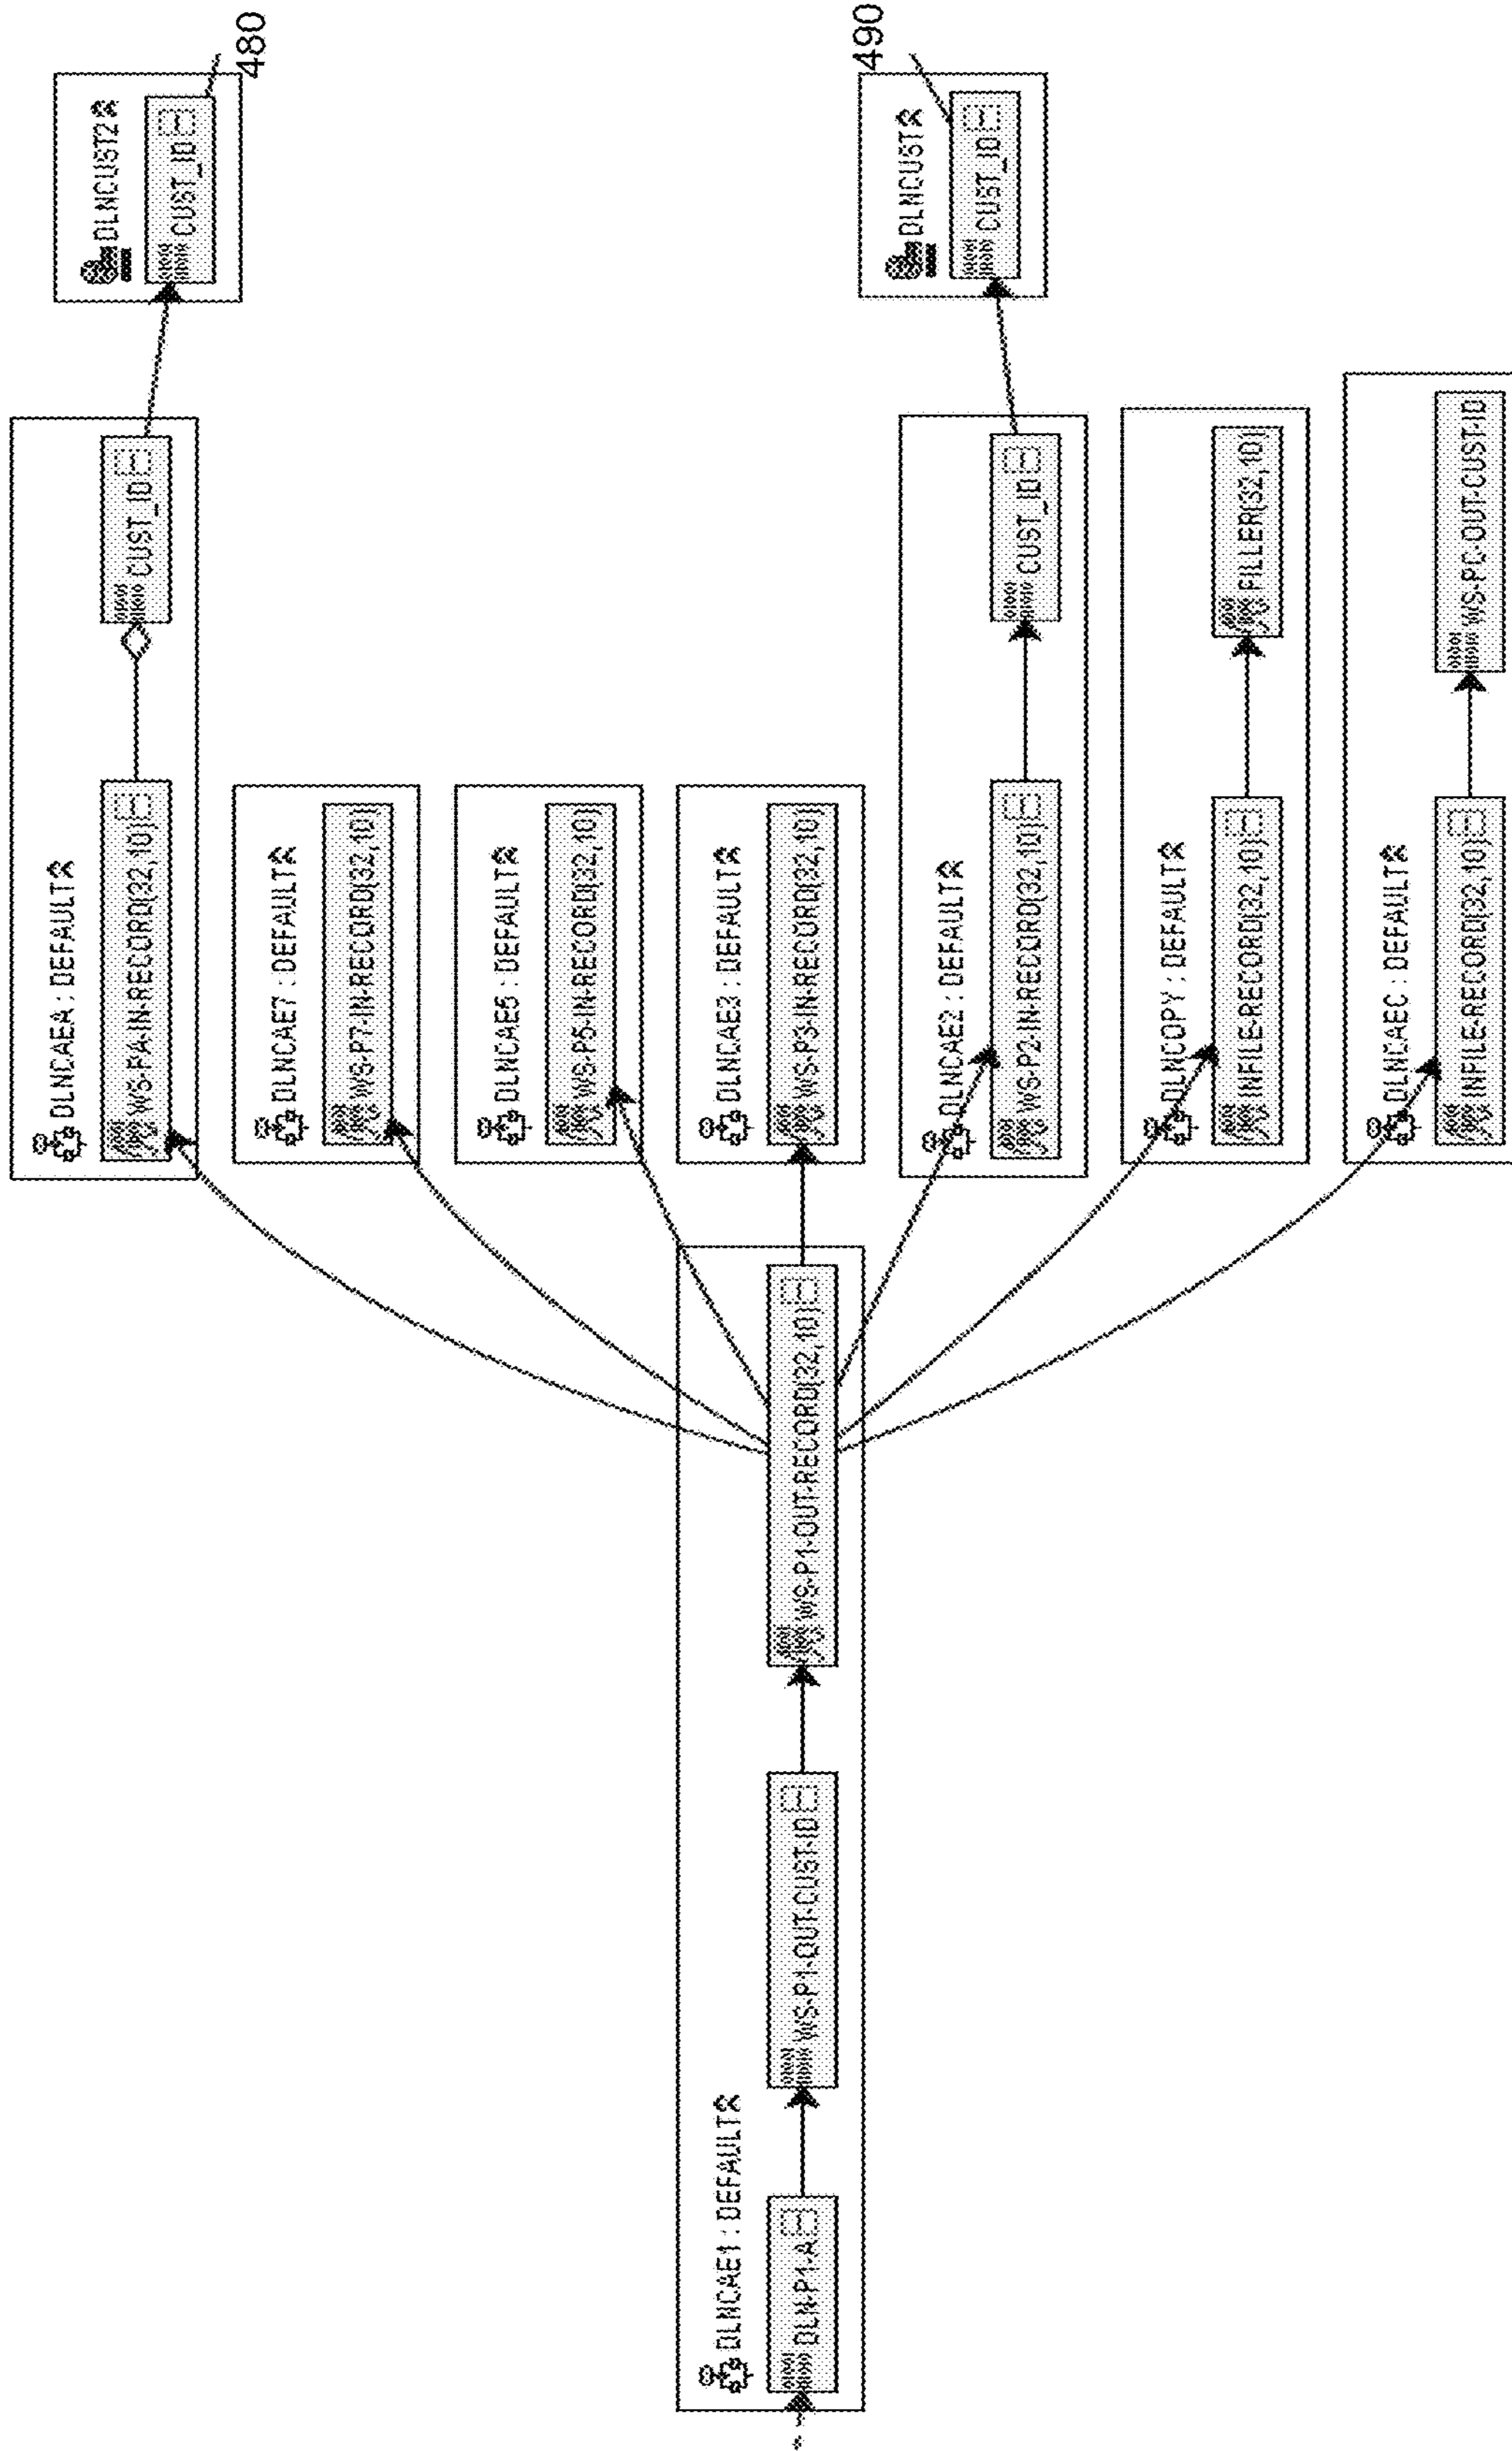 DLNCAE1 : DEFAULT
DLN-P1-A
WS-P1-OUT-CUST-ID
WS-P1-OUT-RECORD(32,10)
DLNCAEA : DEFAULT
WS-PA-IN-RECORD(32,10)
CUST_ID
DLNCUST2
CUST_ID
480
DLNCAE7 : DEFAULT
WS-P7-IN-RECORD(32,10)
DLNCAE5 : DEFAULT
WS-P5-IN-RECORD(32,10)
DLNCAE3 : DEFAULT
WS-P3-IN-RECORD(32,10)
DLNCAE2 : DEFAULT
WS-P2-IN-RECORD(32,10)
CUST_ID
DLNCUST
CUST_ID
490
DLNCOPY : DEFAULT
INFILE-RECORD(32,10)
FILLER(32,10)
DLNCAEC : DEFAULT
INFILE-RECORD(32,10)
WS-PC-OUT-CUST-ID